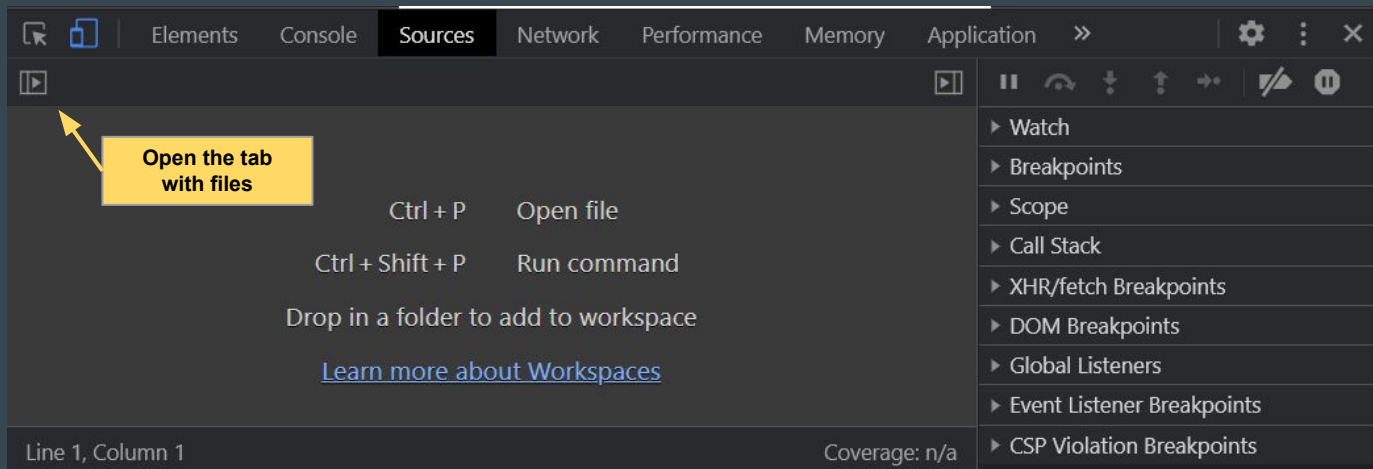 Elements Console Sources Network Performance Memory Application »
Open the tab
with files
Ctrl + P Open file
Ctrl + Shift + P Run command
Drop in a folder to add to workspace
Learn more about Workspaces
Line 1, Column 1 Coverage: n/a
Watch
Breakpoints
Scope
Call Stack
XHR/fetch Breakpoints
DOM Breakpoints
Global Listeners
Event Listener Breakpoints
CSP Violation Breakpoints